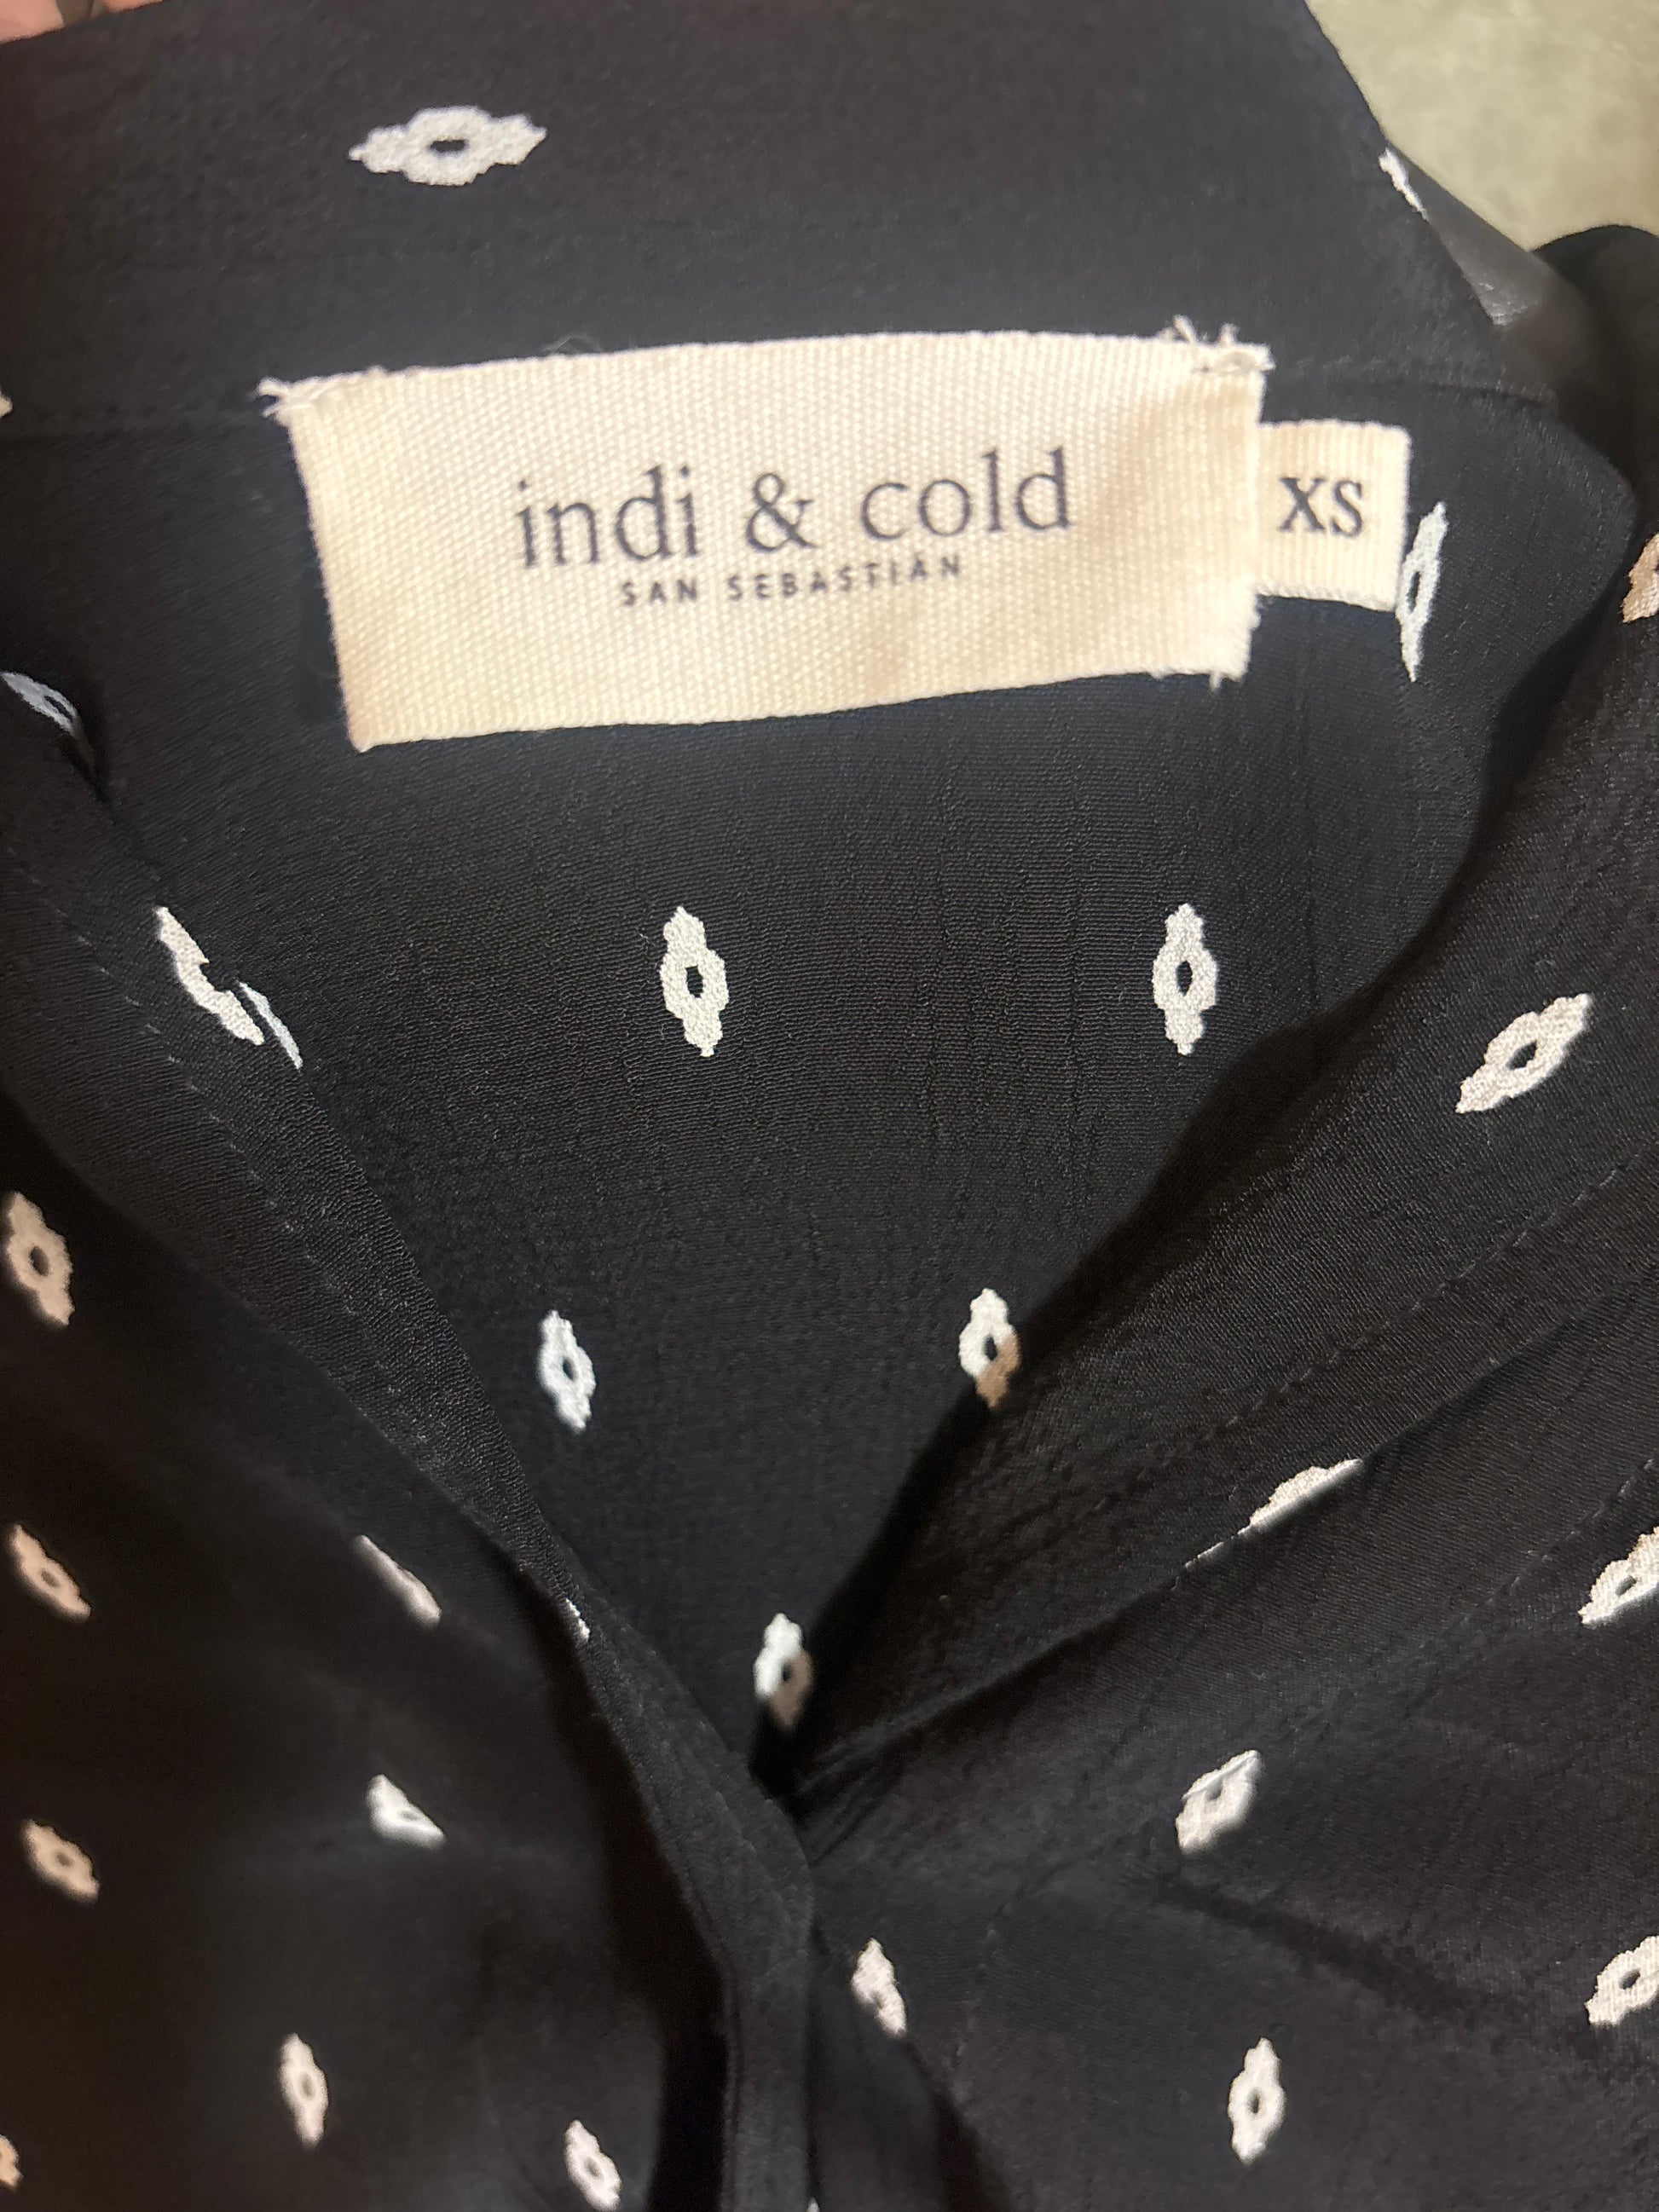 indi & cold
SAN SEBASTIÁN
XS